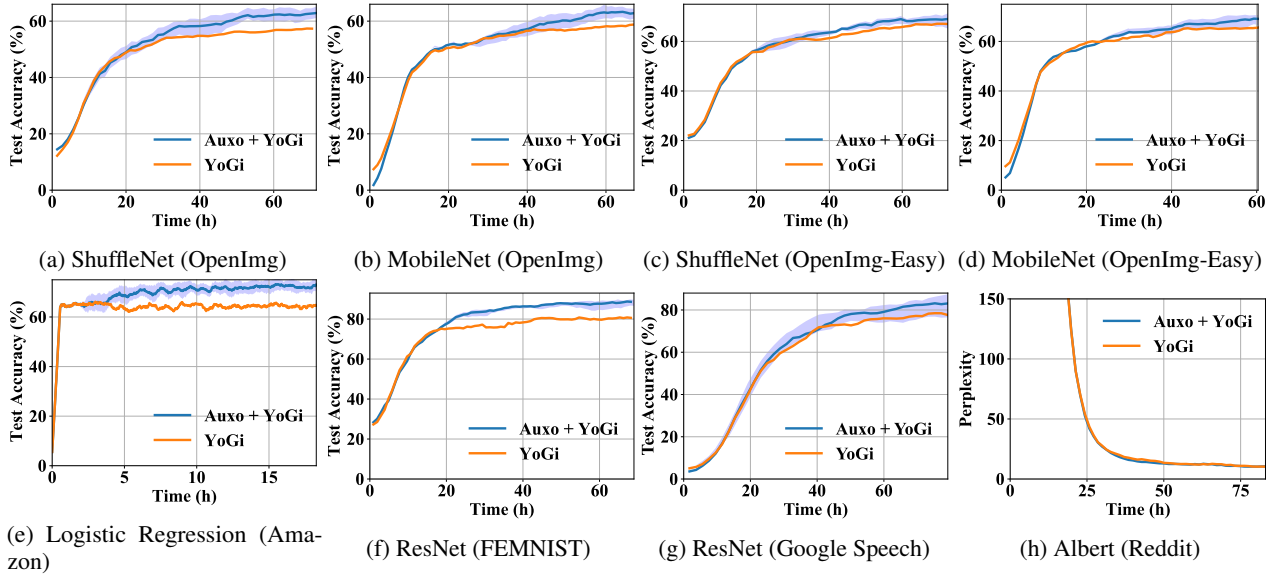 Test Accuracy (%)
60
40
20
0
Auxo + YoGi
YoGi
0 20 40 60
Time (h)
(a) ShuffleNet (OpenImg)
Test Accuracy (%)
60
40
20
0
Auxo + YoGi
YoGi
0 20 40 60
Time (h)
(b) MobileNet (OpenImg)
Test Accuracy (%)
60
40
20
0
Auxo + YoGi
YoGi
0 20 40 60
Time (h)
(c) ShuffleNet (OpenImg-Easy)
Test Accuracy (%)
60
40
20
0
Auxo + YoGi
YoGi
0 20 40 60
Time (h)
(d) MobileNet (OpenImg-Easy)
Test Accuracy (%)
60
40
20
0
Auxo + YoGi
YoGi
0 5 10 15
Time (h)
(e) Logistic Regression (Ama-
zon)
Test Accuracy (%)
80
60
40
20
0
Auxo + YoGi
YoGi
0 20 40 60
Time (h)
(f) ResNet (FEMNIST)
Test Accuracy (%)
80
60
40
20
0
Auxo + YoGi
YoGi
0 20 40 60
Time (h)
(g) ResNet (Google Speech)
Perplexity
150
100
50
0
Auxo + YoGi
YoGi
0 25 50 75
Time (h)
(h) Albert (Reddit)